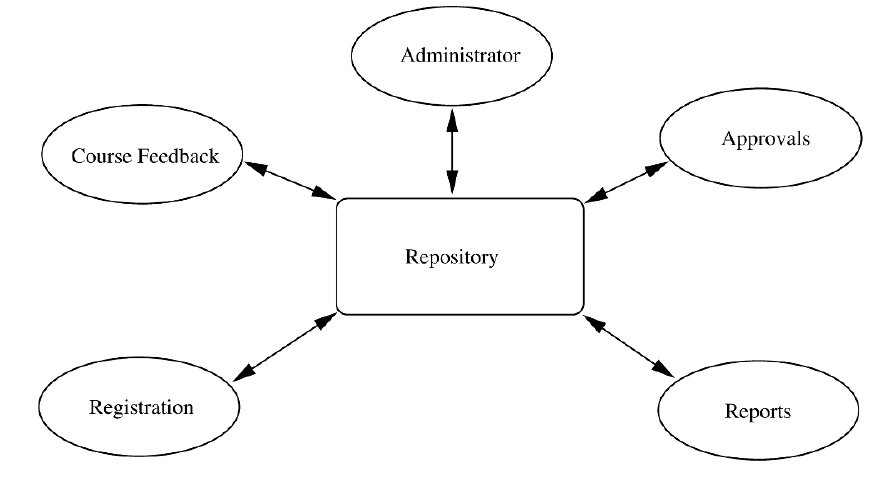 Administrator
Approvals
Course Feedback
Repository
Registration
Reports